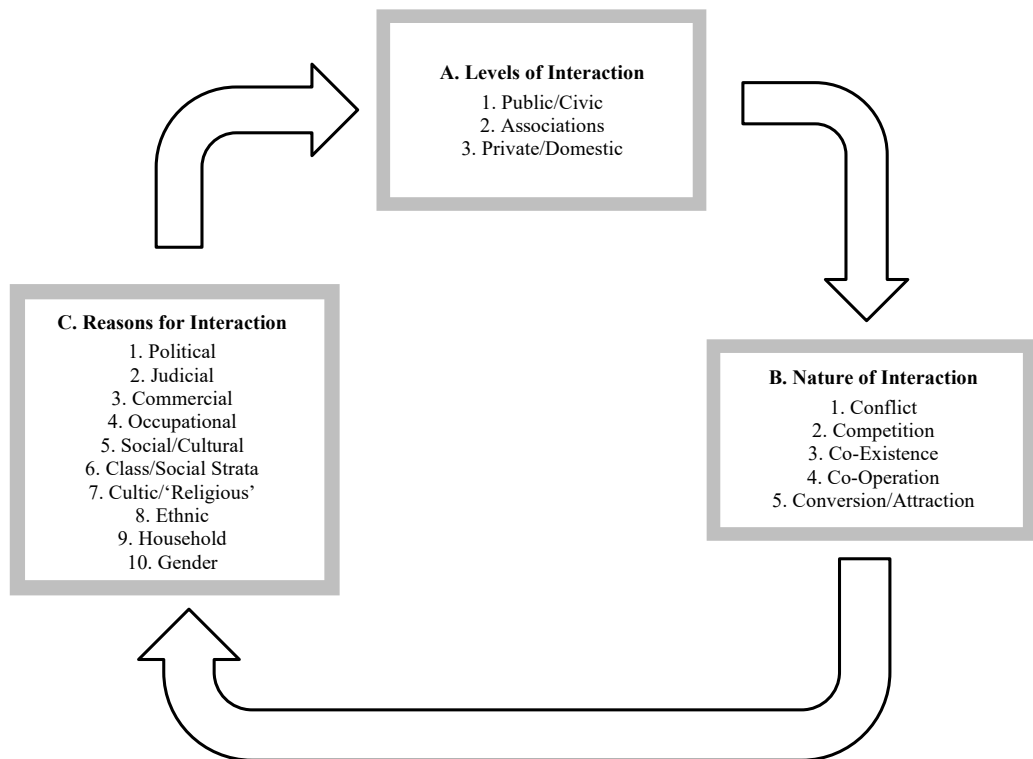 A. Levels of Interaction
1. Public/Civic
2. Associations
3. Private/Domestic
B. Nature of Interaction
1. Conflict
2. Competition
3. Co-Existence
4. Co-Operation
5. Conversion/Attraction
C. Reasons for Interaction
1. Political
2. Judicial
3. Commercial
4. Occupational
5. Social/Cultural
6. Class/Social Strata
7. Cultic/‘Religious’
8. Ethnic
9. Household
10. Gender